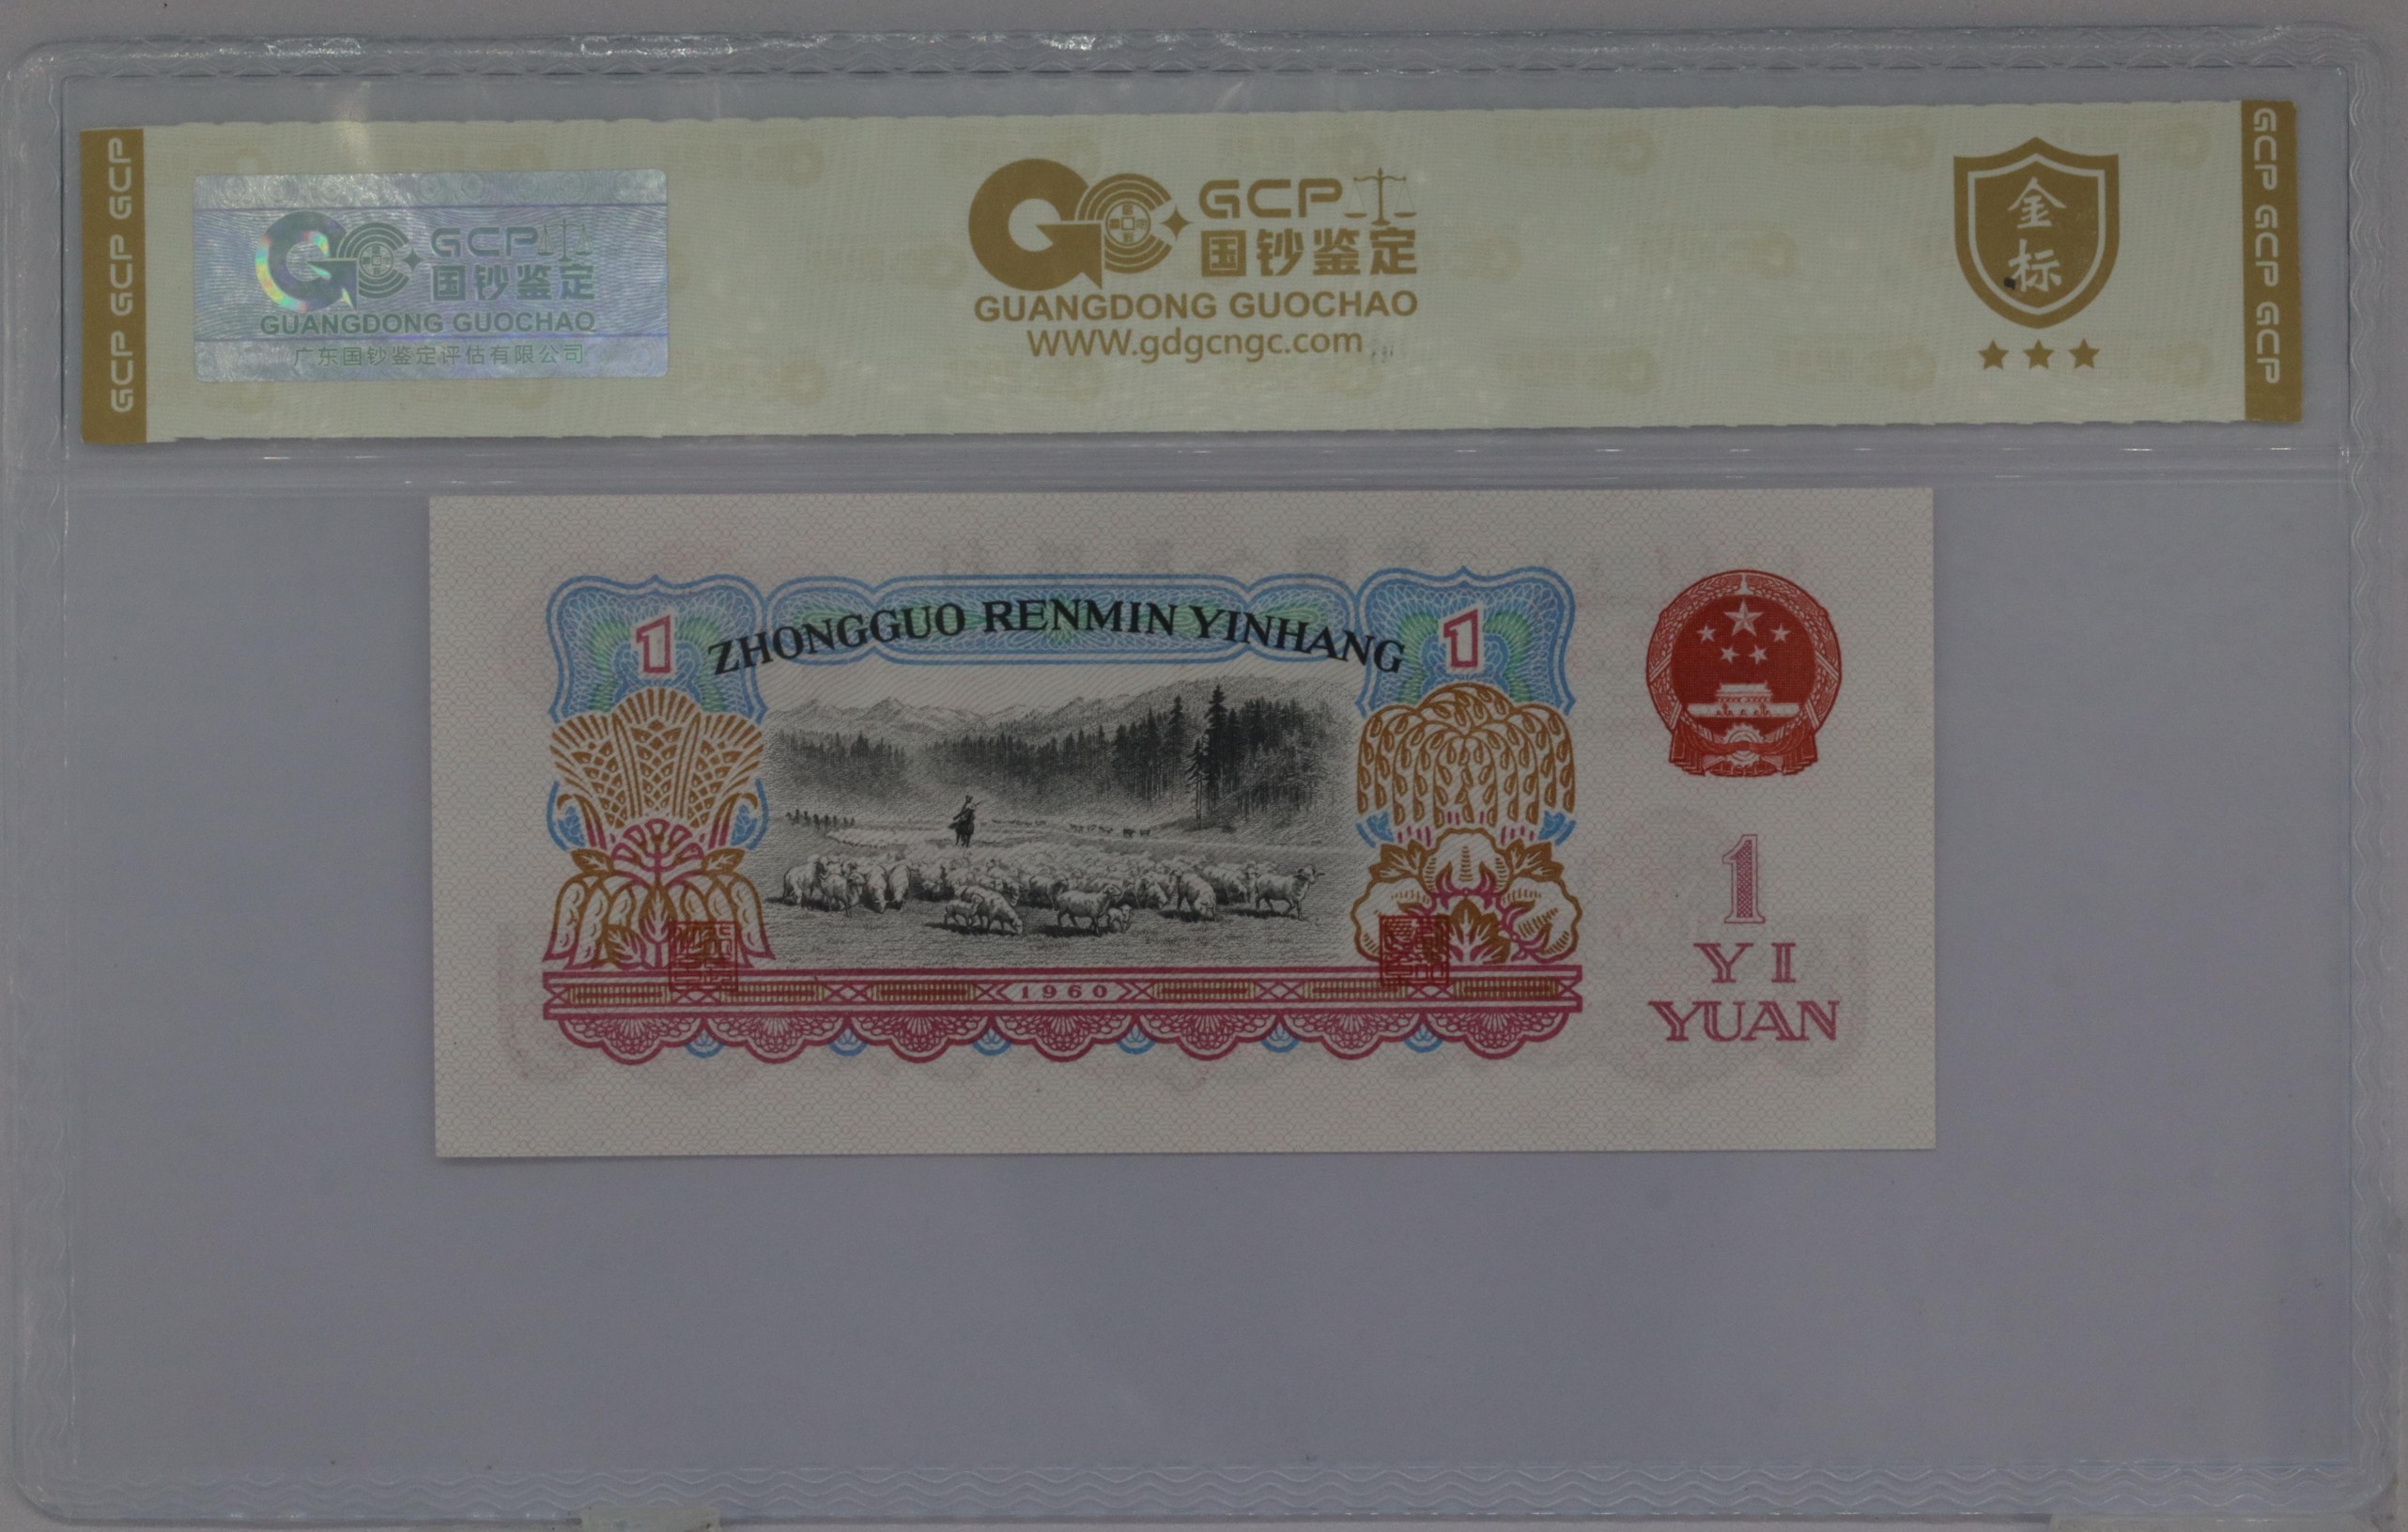 GCP GCP GCP
GCP
国钞鉴定
GUANGDONG GUOCHAO
广东国钞鉴定评估有限公司
GCP
国钞鉴定
GUANGDONG GUOCHAO
WWW.gdgcngc.com
金
标
GCP GCP GCP
1
ZHONGGUO RENMIN YINHANG
1
1960
1
YI
YUAN